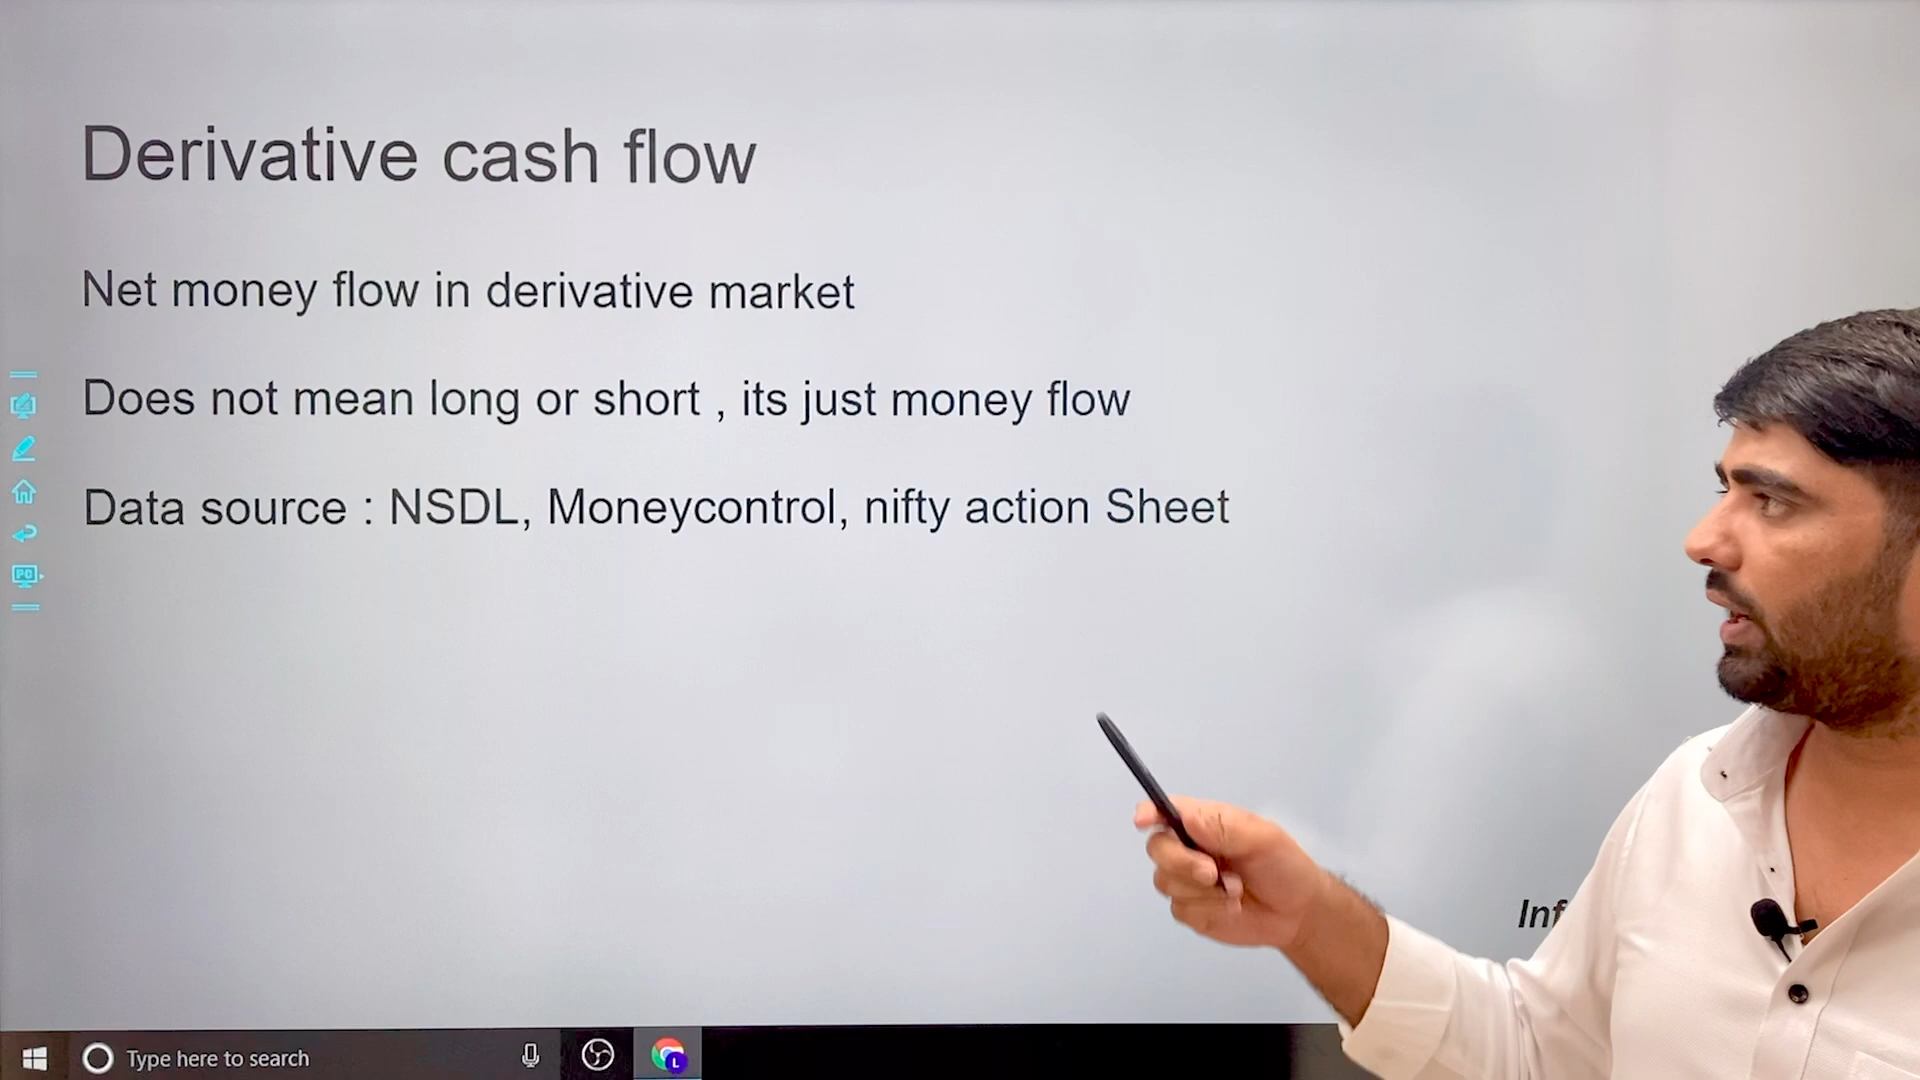 Derivative cash flow
Net money flow in derivative market
Does not mean long or short , its just money flow
Data source : NSDL, Moneycontrol, nifty action Sheet
PC
Inf
Type here to search
L